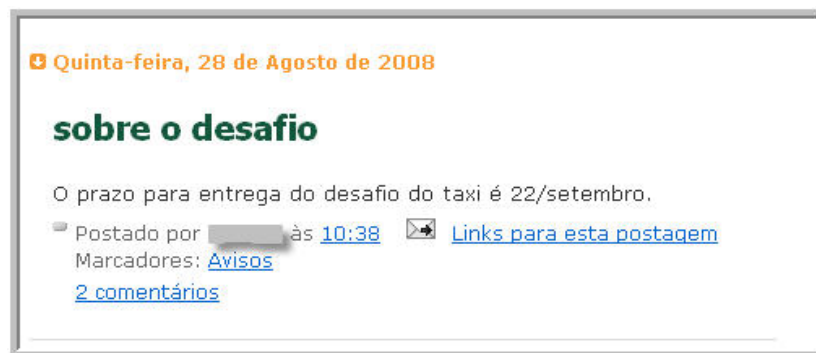 Quinta-feira, 28 de Agosto de 2008
sobre o desafio
O prazo para entrega do desafio do taxi é 22/setembro.
Postado por às 10:38 Links para esta postagem
Marcadores: Avisos
2 comentários